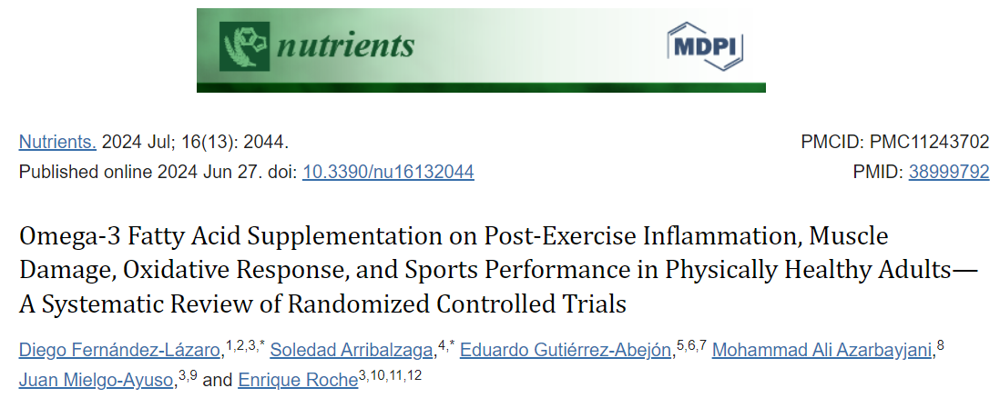 nutrients
MDPI
Nutrients. 2024 Jul; 16(13): 2044.
PMCID: PMC11243702
Published online 2024 Jun 27. doi: 10.3390/nu16132044
PMID: 38999792
Omega-3 Fatty Acid Supplementation on Post-Exercise Inflammation, Muscle
Damage, Oxidative Response, and Sports Performance in Physically Healthy Adults—
A Systematic Review of Randomized Controlled Trials
Diego Fernández-Lázaro,1,2,3,* Soledad Arribalzaga,4,* Eduardo Gutiérrez-Abejón,5,6,7 Mohammad Ali Azarbayjani,8
Juan Mielgo-Ayuso,3,9 and Enrique Roche3,10,11,12